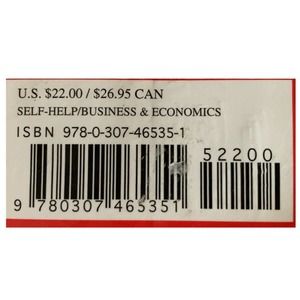 U.S. $22.00 / $26.95 CAN
SELF-HELP/BUSINESS & ECONOMICS
ISBN 978-0-307-46535-1
52200
9 780307 465351